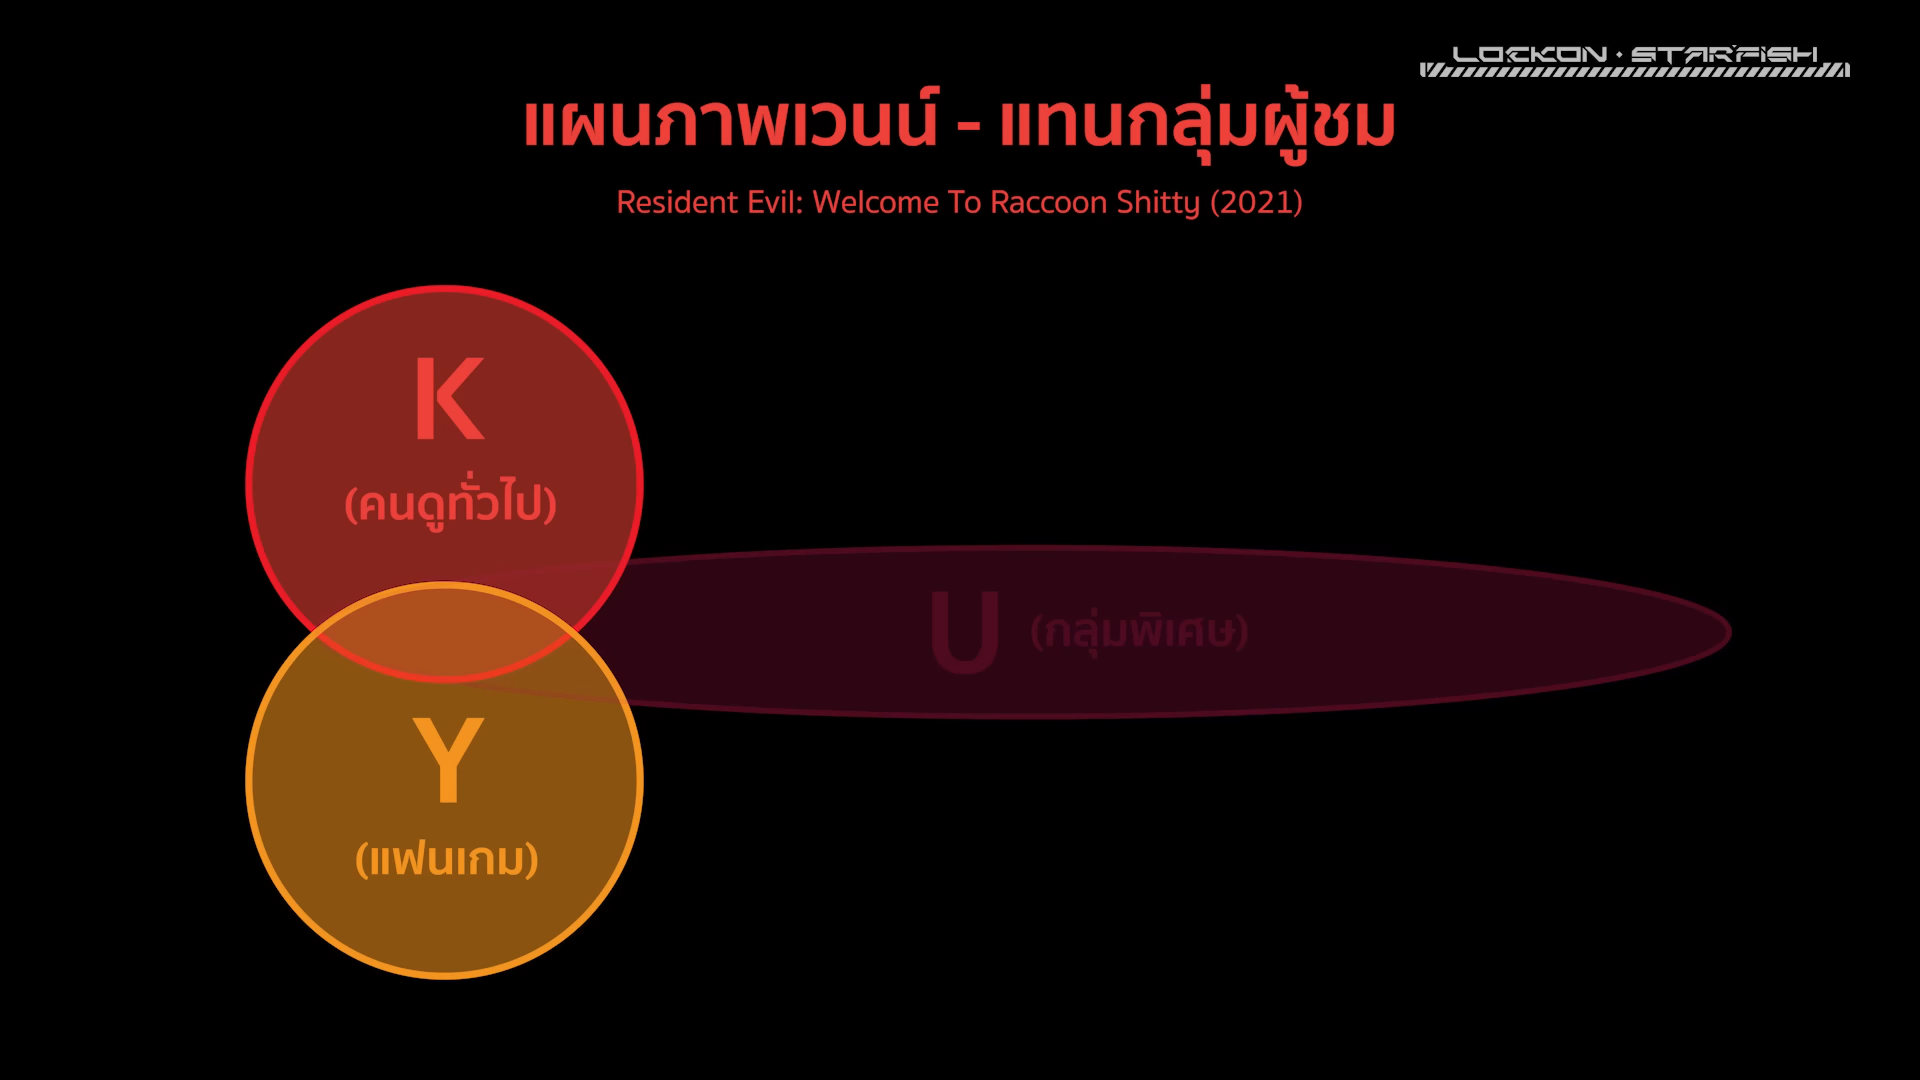 LOCKON · STARFISH
แผนภาพเวนน์ - แทนกลุ่มผู้ชม
Resident Evil: Welcome To Raccoon Shitty (2021)
K
(คนดูทั่วไป)
U (กลุ่มพิเศษ)
Y
(แฟนเกม)